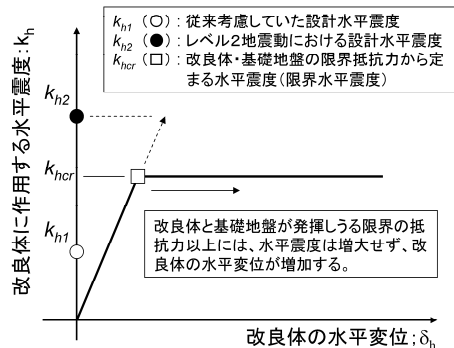 k_h1 (○) : 従来考慮していた設計水平震度
k_h2 (●) : レベル2地震動における設計水平震度
k_hcr (□) : 改良体・基礎地盤の限界抵抗力から定
まる水平震度(限界水平震度)
改良体に作用する水平震度:k_h
k_h2
k_hcr
k_h1
改良体と基礎地盤が発揮しうる限界の抵
抗力以上には、水平震度は増大せず、改
良体の水平変位が増加する。
改良体の水平変位;δ_h